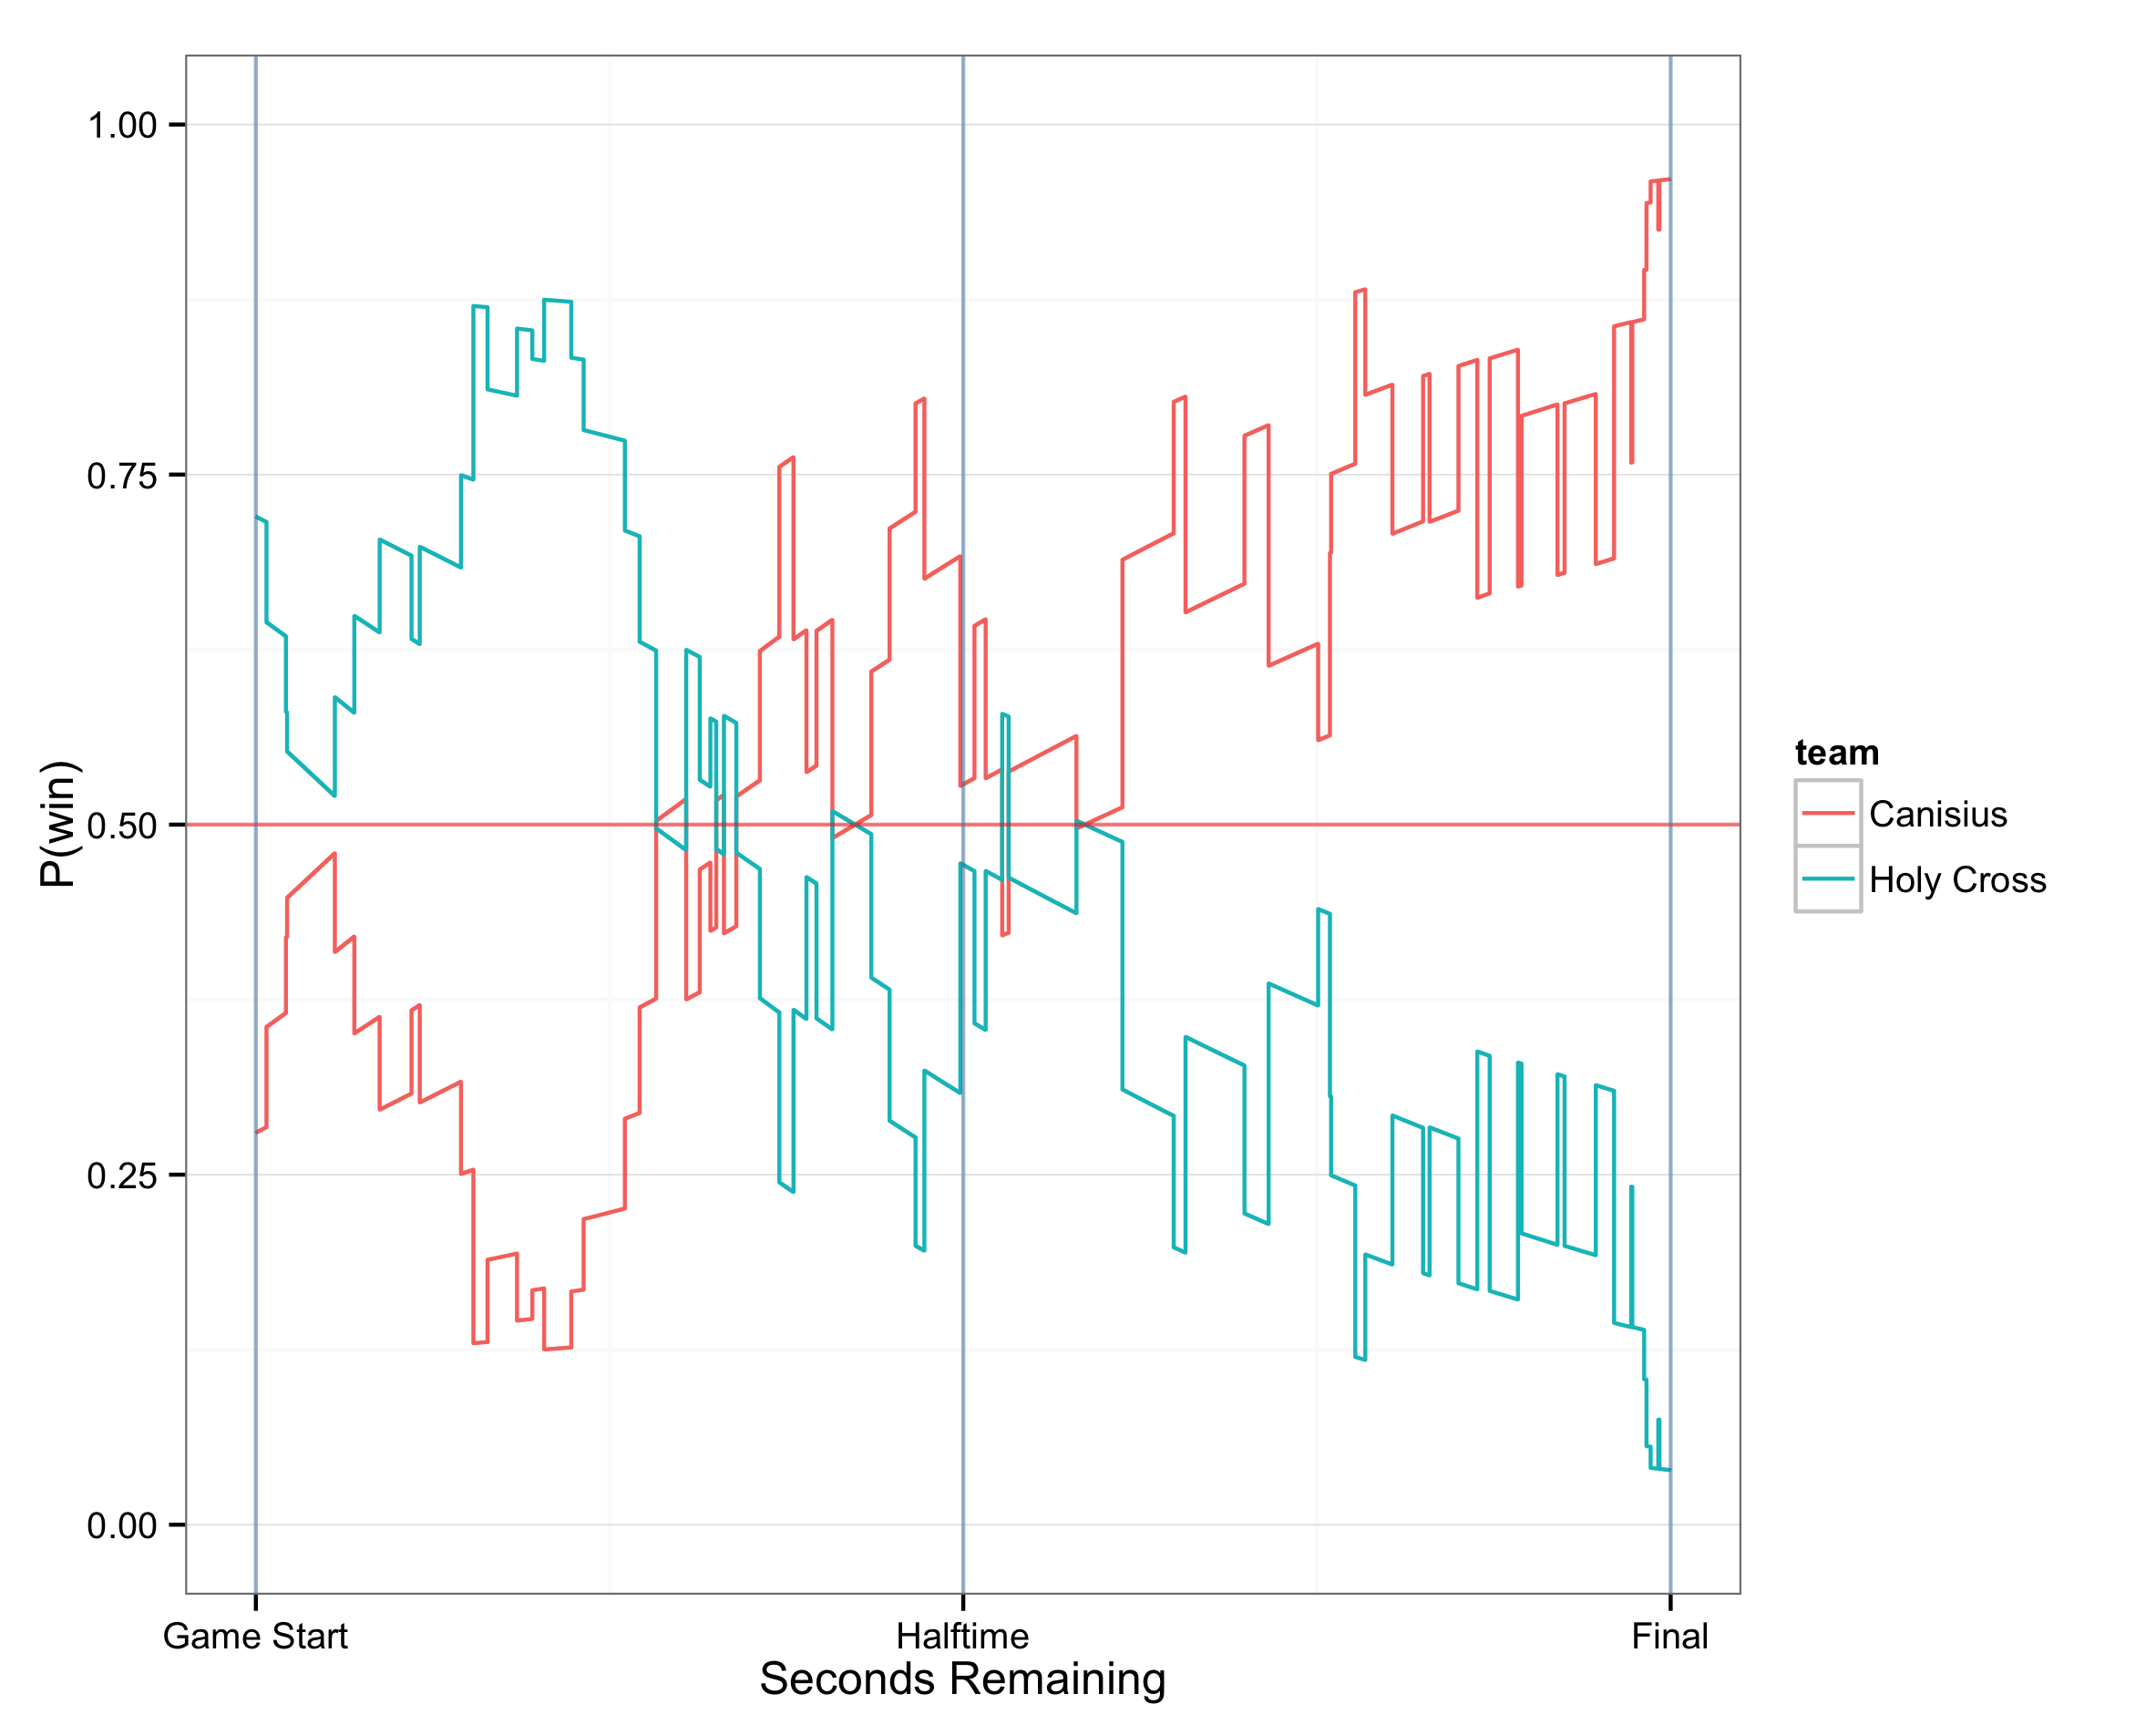 1.00
0.75
0.50
0.25
0.00
P(win)
Game Start
Halftime
Final
Seconds Remaining
team
Canisius
Holy Cross